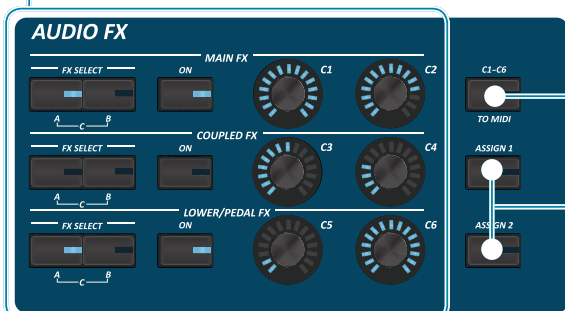 AUDIO FX
MAIN FX
FX SELECT
ON
C1
C2
C1~C6
A
C
B
TO MIDI
COUPLED FX
FX SELECT
ON
C3
C4
ASSIGN 1
A
C
B
LOWER/PEDAL FX
FX SELECT
ON
C5
C6
ASSIGN 2
A
C
B